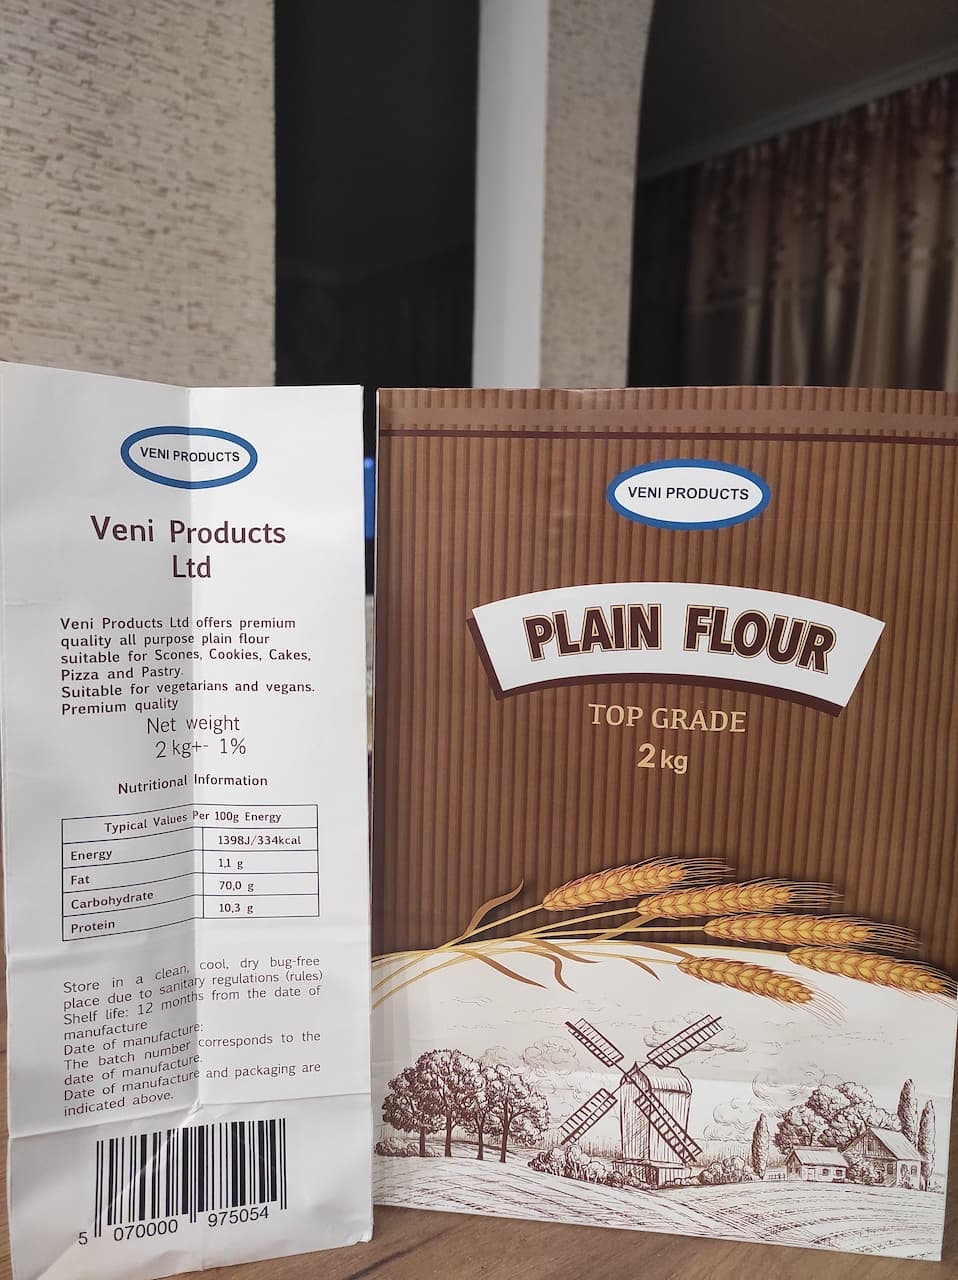 VENI PRODUCTS
Veni Products
Ltd
Veni Products Ltd offers premium
quality all purpose plain flour
suitable for Scones, Cookies, Cakes,
Pizza and Pastry.
Suitable for vegetarians and vegans.
Premium quality
Net weight
2 kg+- 1%
Nutritional Information
Typical Values Per 100g Energy
Energy 1398J/334kcal
Fat 1,1 g
Carbohydrate 70,0 g
Protein 10,3 g
Store in a clean, cool, dry bug-free
place due to sanitary regulations (rules)
Shelf life: 12 months from the date of
manufacture
Date of manufacture:
The batch number corresponds to the
date of manufacture.
Date of manufacture and packaging are
indicated above.
5 070000 975054
VENI PRODUCTS
PLAIN FLOUR
TOP GRADE
2 kg